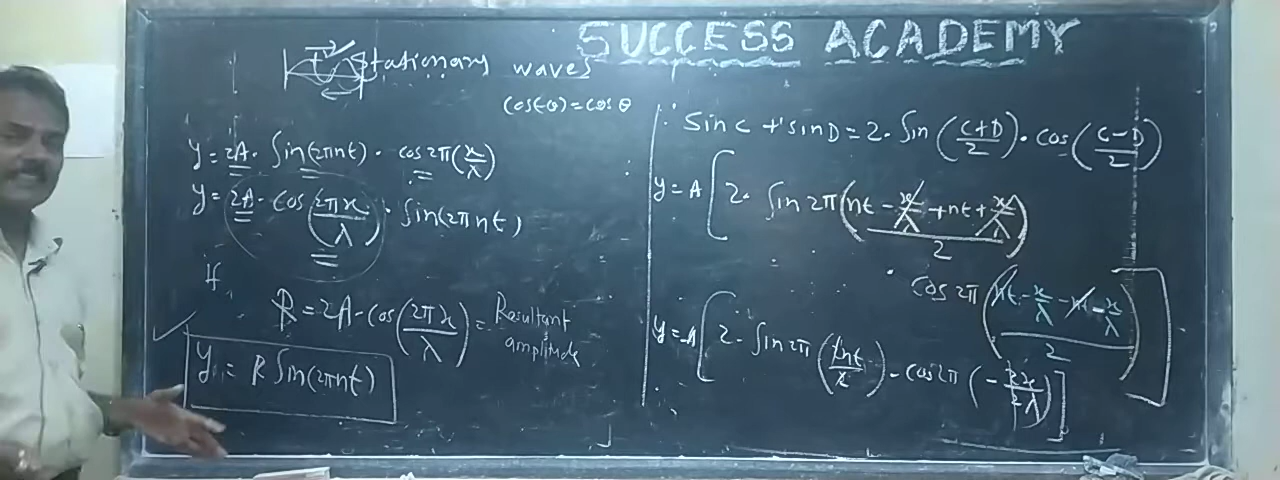 SUCCESS ACADEMY
Stationary waves
cos(-θ) = cos θ
y = 2A · Sin(2πnt) · cos 2π(x/λ)
y = 2A · cos(2πx/λ) · Sin(2πnt)
If
R = 2A · cos(2πx/λ) = Resultant amplitude
y = R Sin(2πnt)
∴ Sin C + Sin D = 2 · Sin((C+D)/2) · cos((C-D)/2)
y = A [2 · Sin 2π((nt - x/λ + nt + x/λ)/2)
· cos 2π((nt - x/λ - nt - x/λ)/2)]
y = A [2 · Sin 2π(2nt/2) · cos 2π(-2x/2λ)]